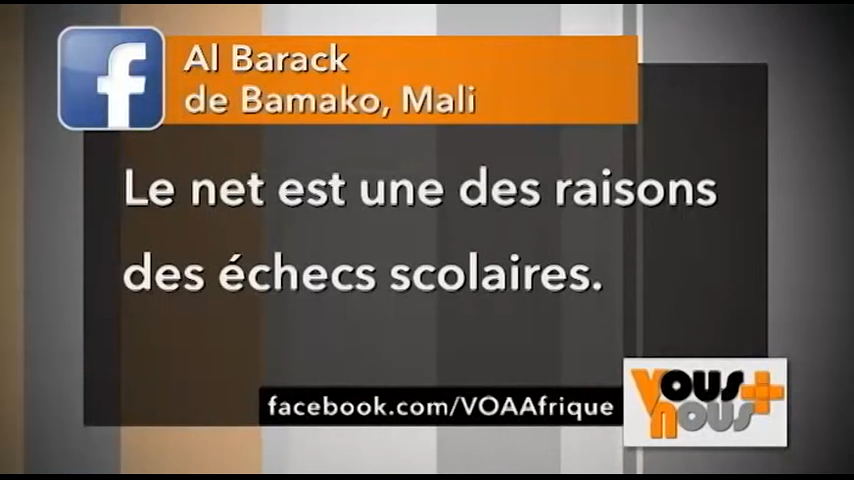 f
Al Barack
de Bamako, Mali
Le net est une des raisons
des échecs scolaires.
facebook.com/VOAAfrique
VOUS
+
NOUS